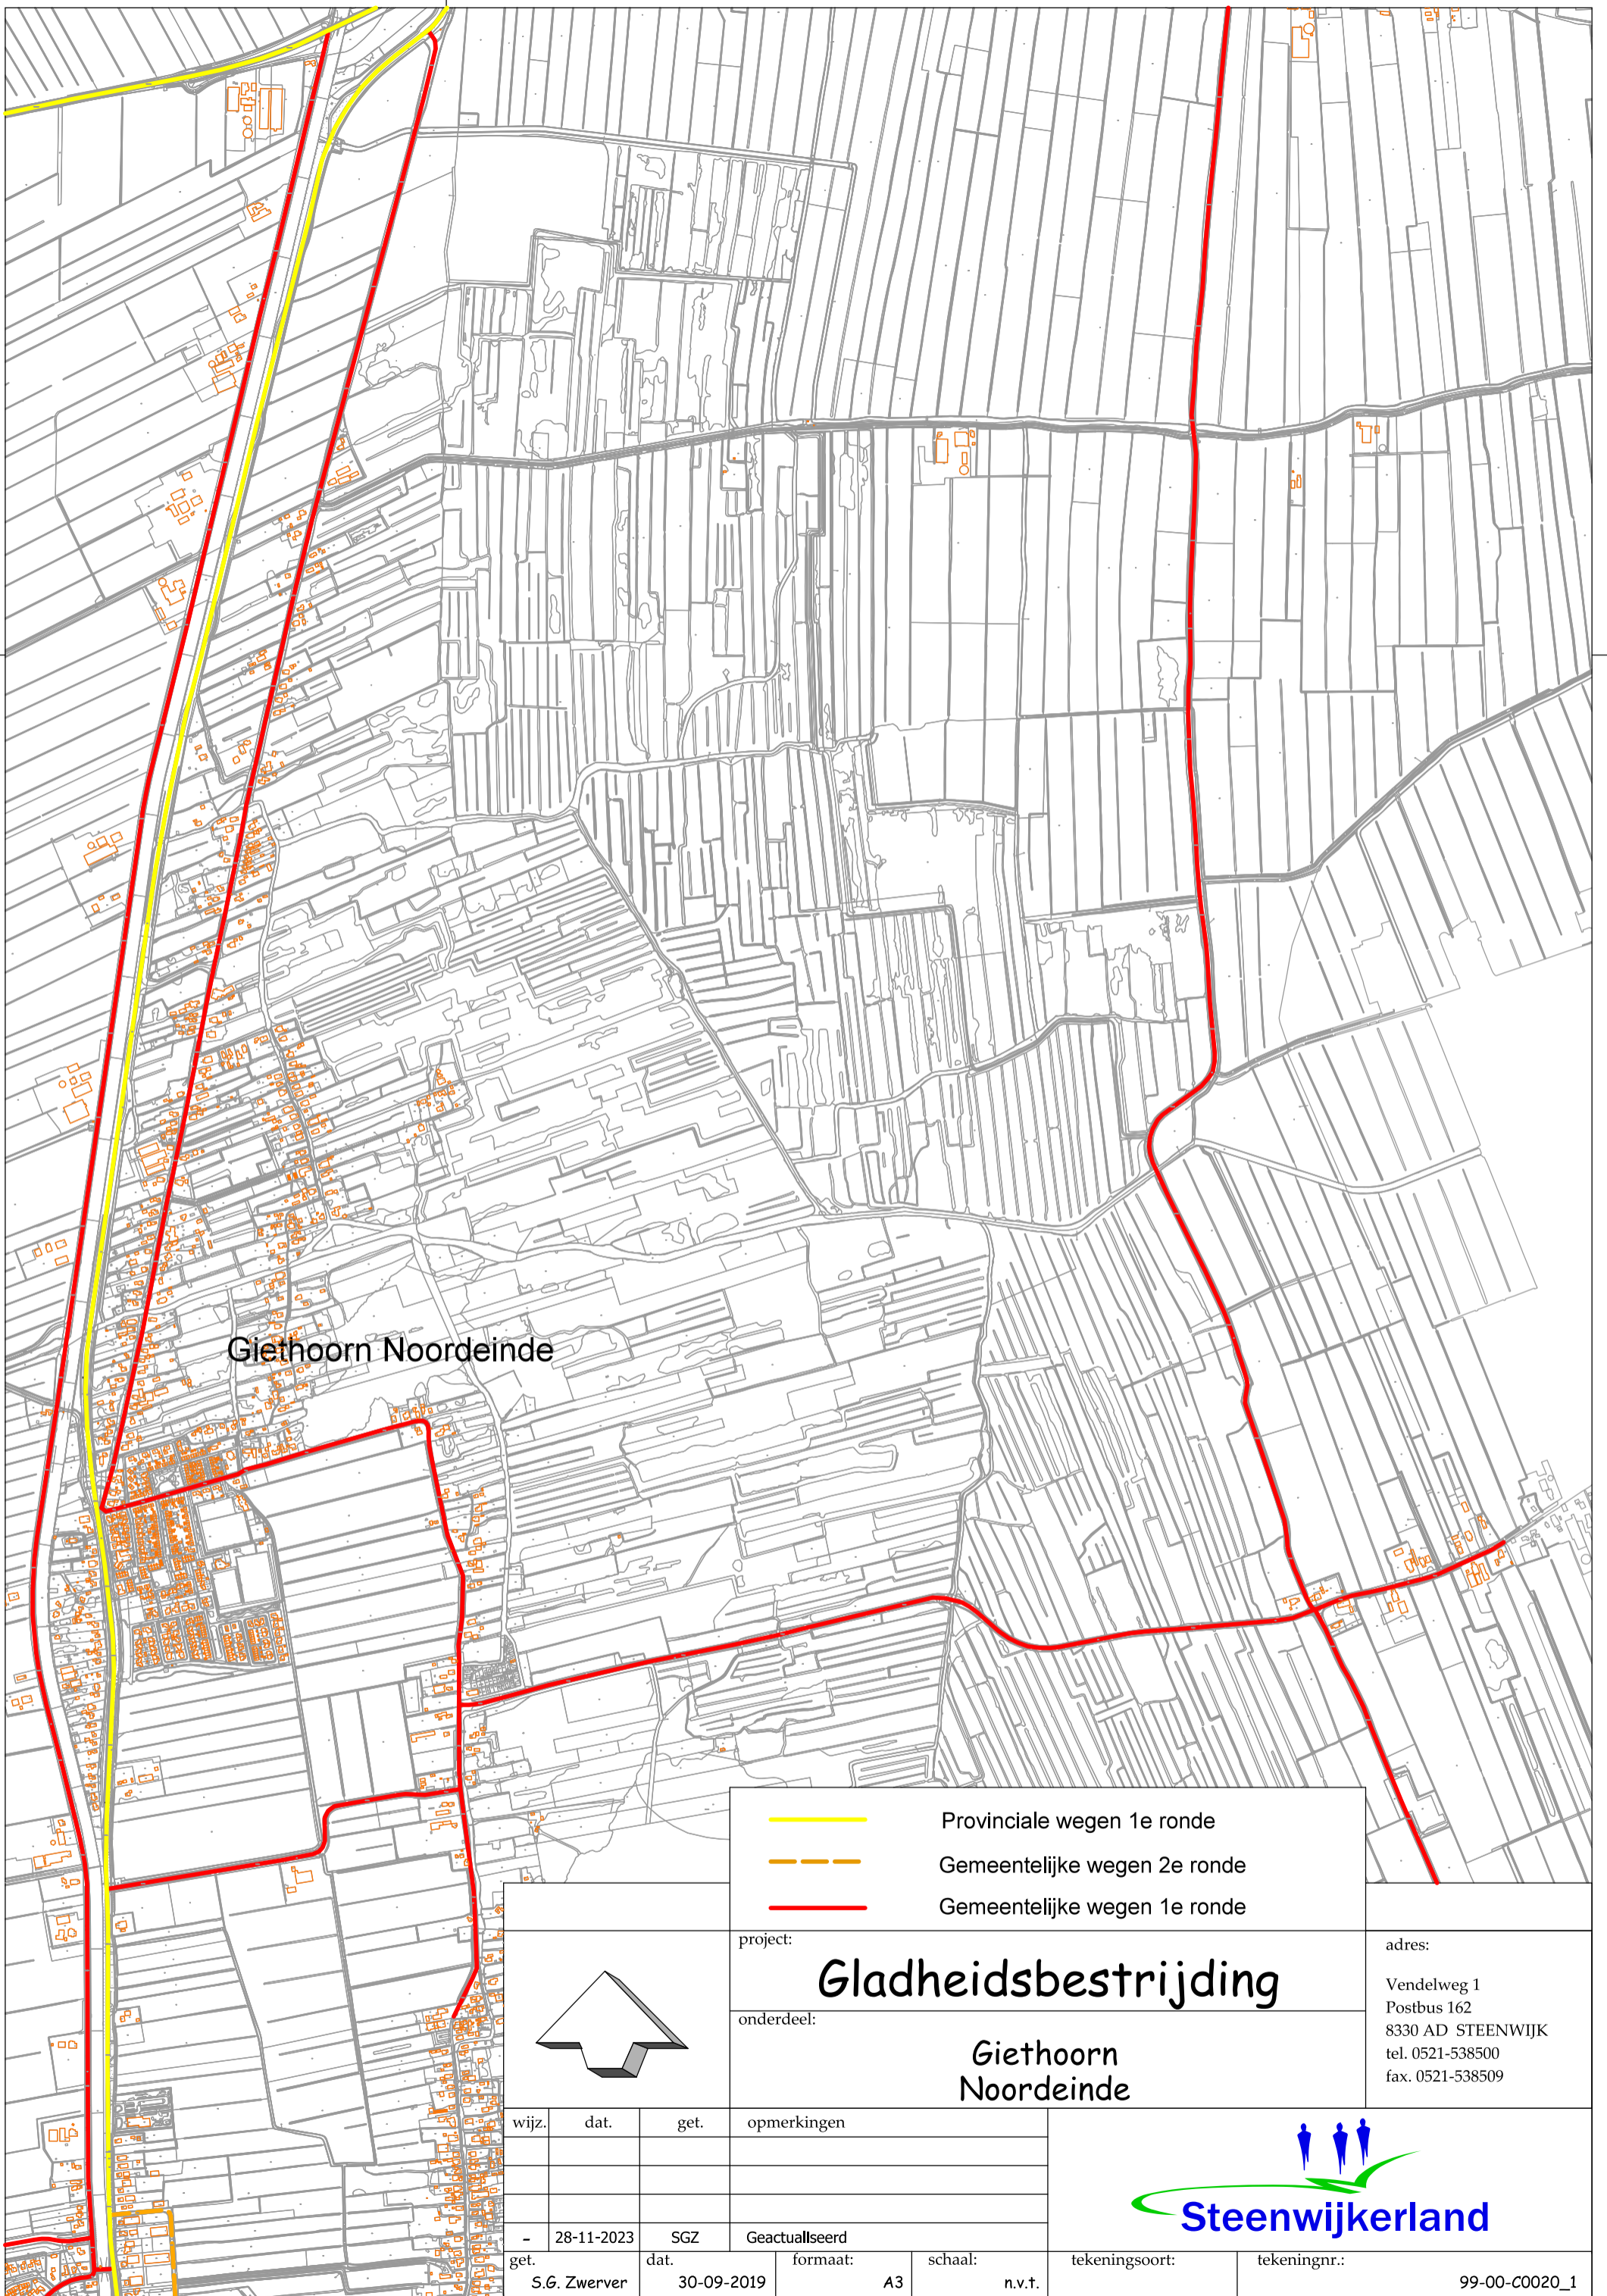 Giethoorn Noordeinde
Provinciale wegen 1e ronde
Gemeentelijke wegen 2e ronde
Gemeentelijke wegen 1e ronde
project:
Gladheidsbestrijding
onderdeel:
Giethoorn
Noordeinde
adres:
Vendelweg 1
Postbus 162
8330 AD STEENWIJK
tel. 0521-538500
fax. 0521-538509
wijz. dat. get. opmerkingen
- 28-11-2023 SGZ Geactualiseerd
Steenwijkerland
get. dat. formaat: schaal: tekeningsoort: tekeningnr.:
S.G. Zwerver 30-09-2019 A3 n.v.t. 99-00-C0020_1